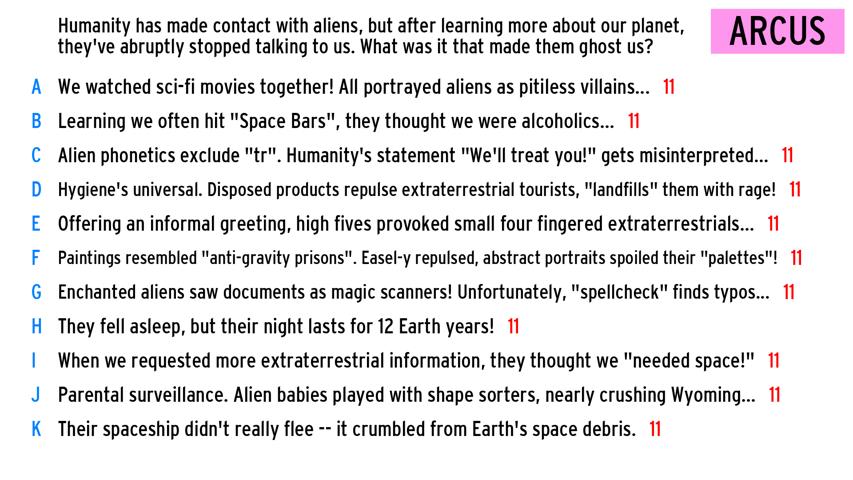 Humanity has made contact with aliens, but after learning more about our planet,
they've abruptly stopped talking to us. What was it that made them ghost us?
ARCUS
A We watched sci-fi movies together! All portrayed aliens as pitiless villains... 11
B Learning we often hit "Space Bars", they thought we were alcoholics... 11
C Alien phonetics exclude "tr". Humanity's statement "We'll treat you!" gets misinterpreted... 11
D Hygiene's universal. Disposed products repulse extraterrestrial tourists, "landfills" them with rage! 11
E Offering an informal greeting, high fives provoked small four fingered extraterrestrials... 11
F Paintings resembled "anti-gravity prisons". Easel-y repulsed, abstract portraits spoiled their "palettes"! 11
G Enchanted aliens saw documents as magic scanners! Unfortunately, "spellcheck" finds typos... 11
H They fell asleep, but their night lasts for 12 Earth years! 11
I When we requested more extraterrestrial information, they thought we "needed space!" 11
J Parental surveillance. Alien babies played with shape sorters, nearly crushing Wyoming... 11
K Their spaceship didn't really flee -- it crumbled from Earth's space debris. 11